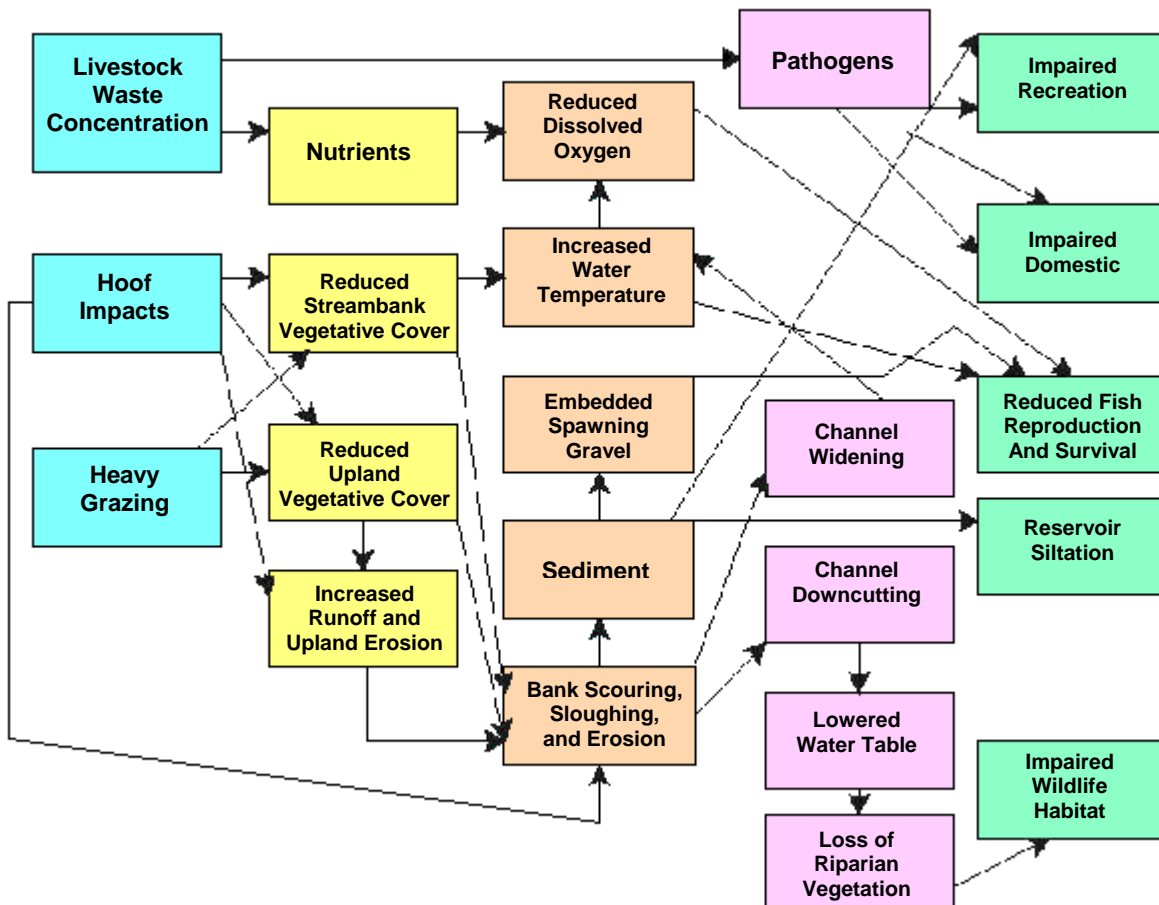 Livestock
Waste
Concentration
Pathogens
Impaired
Recreation
Nutrients
Reduced
Dissolved
Oxygen
Impaired
Domestic
Hoof
Impacts
Reduced
Streambank
Vegetative Cover
Increased
Water
Temperature
Heavy
Grazing
Reduced
Upland
Vegetative Cover
Embedded
Spawning
Gravel
Channel
Widening
Reduced Fish
Reproduction
And Survival
Sediment
Reservoir
Siltation
Increased
Runoff and
Upland Erosion
Channel
Downcutting
Bank Scouring,
Sloughing,
and Erosion
Lowered
Water Table
Impaired
Wildlife
Habitat
Loss of
Riparian
Vegetation